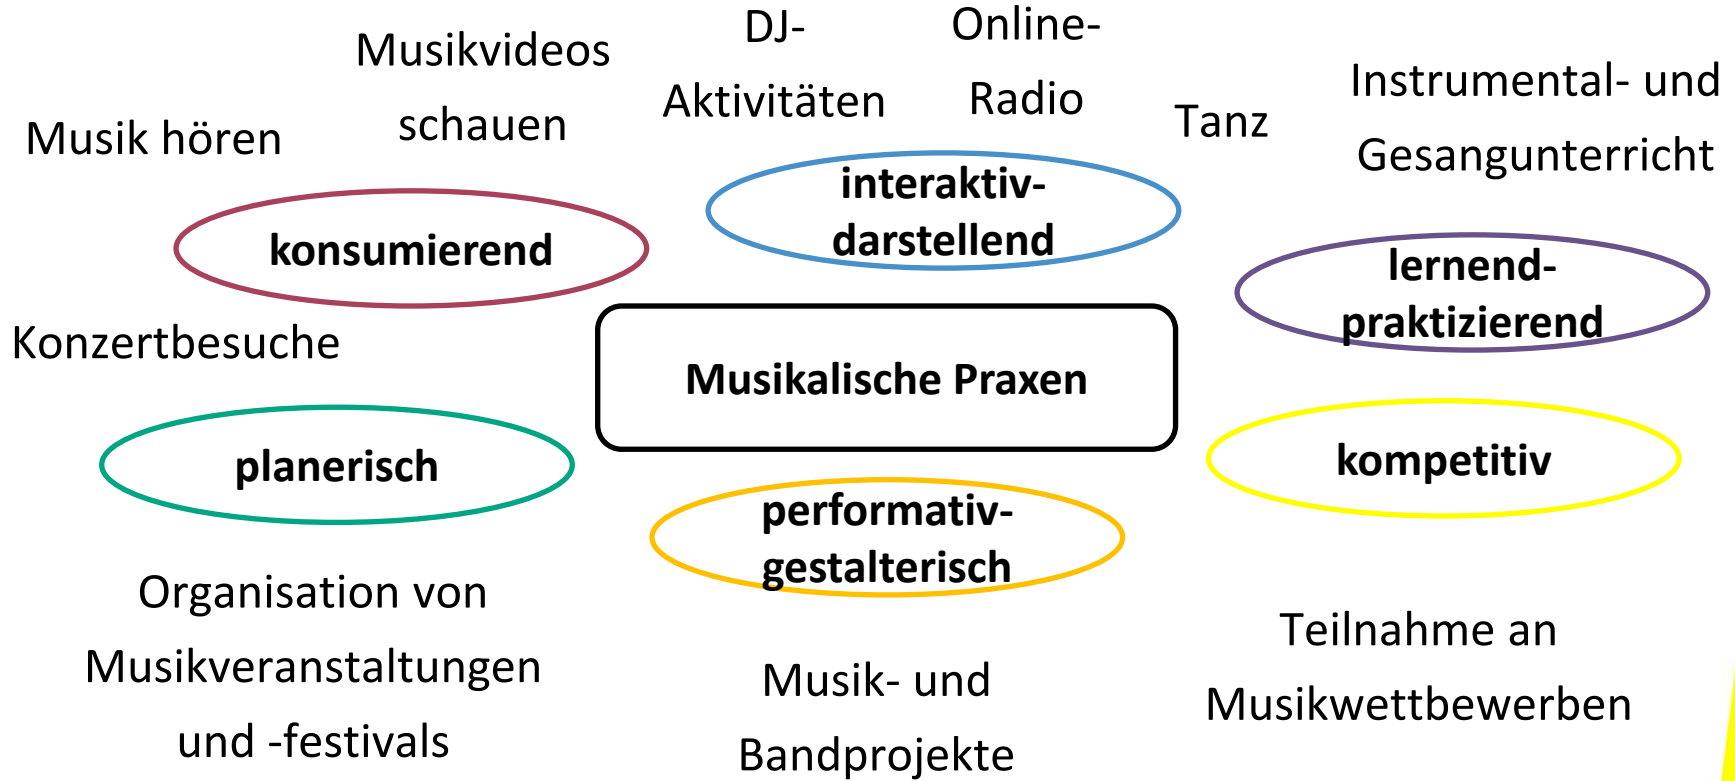 Musik hören
Musikvideos
schauen
DJ-
Aktivitäten
Online-
Radio
Tanz
Instrumental- und
Gesangunterricht
konsumierend
interaktiv-
darstellend
lernend-
praktizierend
Konzertbesuche
Musikalische Praxen
planerisch
performativ-
gestalterisch
kompetitiv
Organisation von
Musikveranstaltungen
und -festivals
Musik- und
Bandprojekte
Teilnahme an
Musikwettbewerben